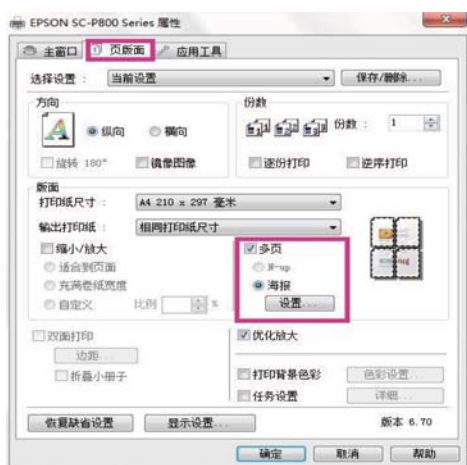 EPSON SC-P800 Series 属性
主窗口 页版面 应用工具
选择设置： 当前设置 保存/删除...
方向 份数
纵向 横向 份数： 1
旋转 180° 镜像图像 逐份打印 逆序打印
版面
打印纸尺寸： A4 210 x 297 毫米
输出打印纸： 相同打印纸尺寸
缩小/放大 多页
适合到页面 N-up
充满卷纸宽度 海报
自定义 比例 % 设置...
双面打印 优化放大
边距...
折叠小册子 打印背景色彩 色彩设置...
任务设置 详细...
恢复缺省设置 显示设置... 版本 6.70
确定 取消 帮助